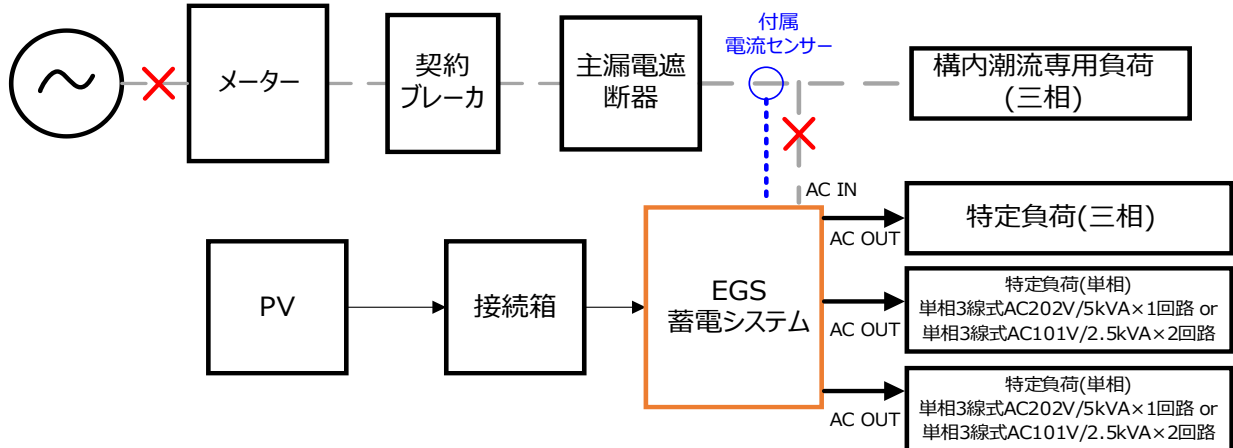 付属
電流センサー
メーター
契約
ブレーカ
主漏電遮
断器
構内潮流専用負荷
(三相)
AC IN
特定負荷(三相)
AC OUT
PV
接続箱
EGS
蓄電システム
特定負荷(単相)
単相3線式AC202V/5kVA×1回路 or
単相3線式AC101V/2.5kVA×2回路
AC OUT
特定負荷(単相)
単相3線式AC202V/5kVA×1回路 or
単相3線式AC101V/2.5kVA×2回路
AC OUT